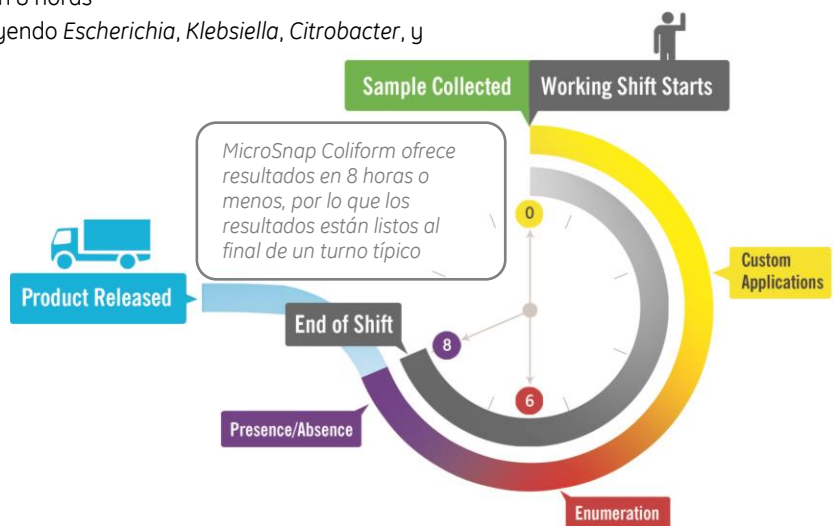 n 8 horas
yendo Escherichia, Klebsiella, Citrobacter, y
Sample Collected
Working Shift Starts
MicroSnap Coliform ofrece
resultados en 8 horas o
menos, por lo que los
resultados están listos al
final de un turno típico
0
Custom
Applications
Product Released
End of Shift
8
6
Presence/Absence
Enumeration